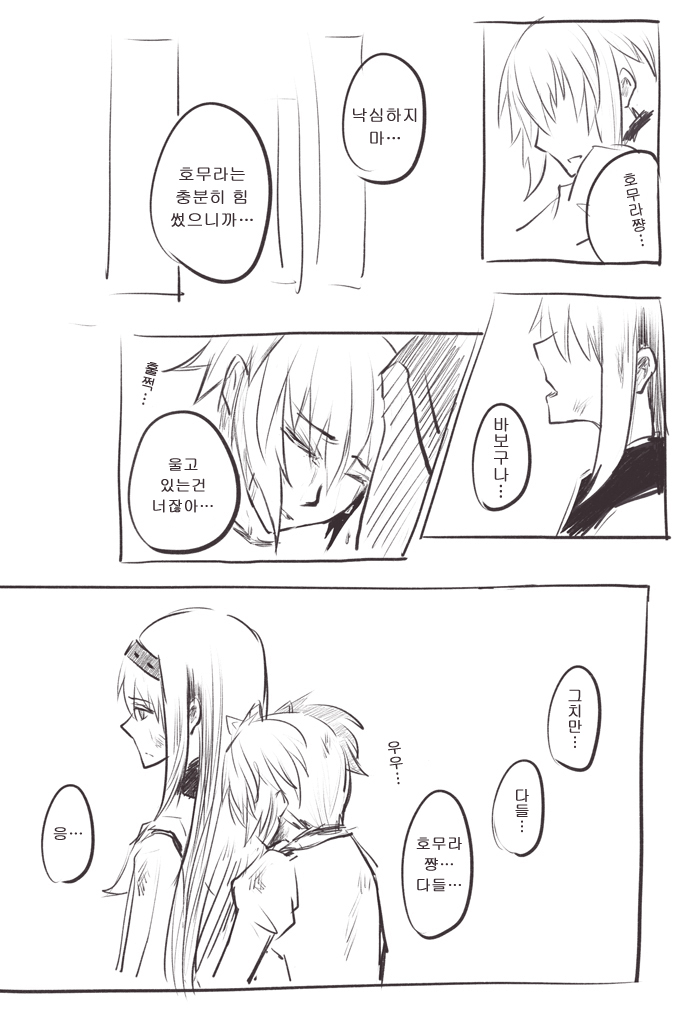 호무라쨩…
낙심하지
마…
호무라는
충분히 힘
썼으니까…
바보구나…
훌쩍…
울고
있는건
너잖아…
그치만…
다들…
우우…
호무라
쨩…
다들…
응…